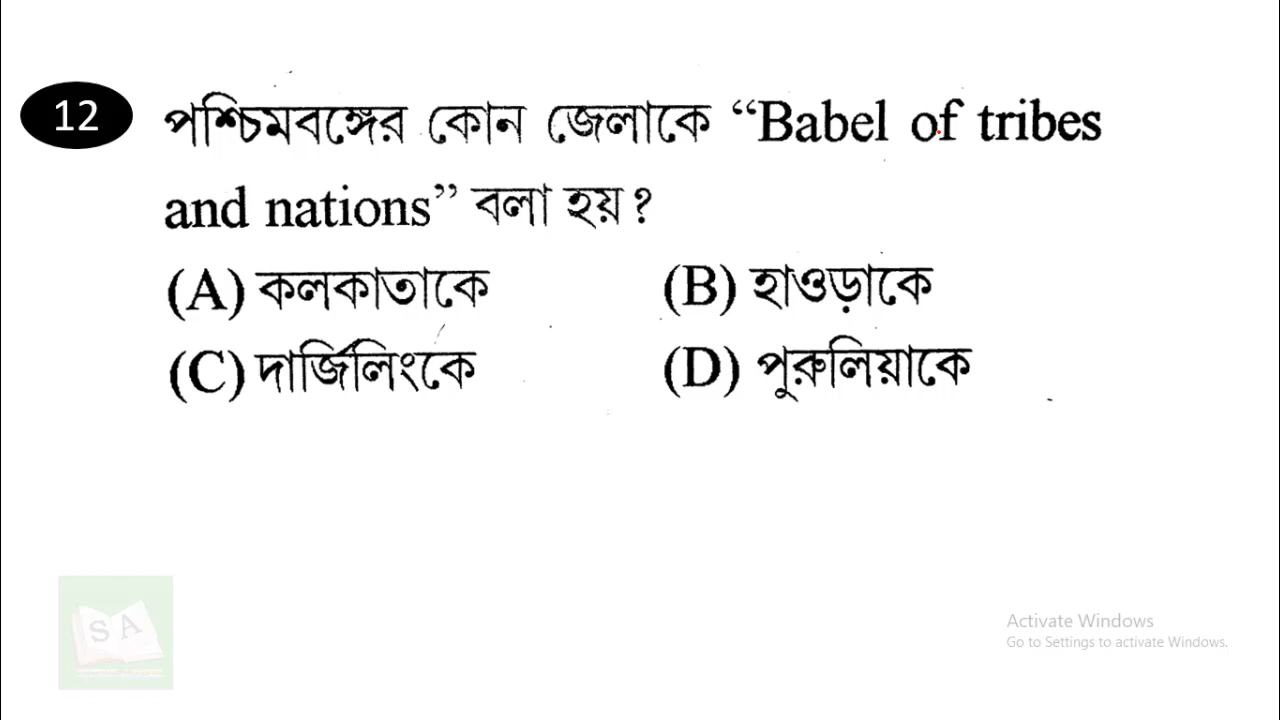 12 পশ্চিমবঙ্গের কোন জেলাকে “Babel of tribes
and nations” বলা হয় ?
(A) কলকাতাকে (B) হাওড়াকে
(C) দার্জিলিংকে (D) পুরুলিয়াকে
S A
Activate Windows
Go to Settings to activate Windows.